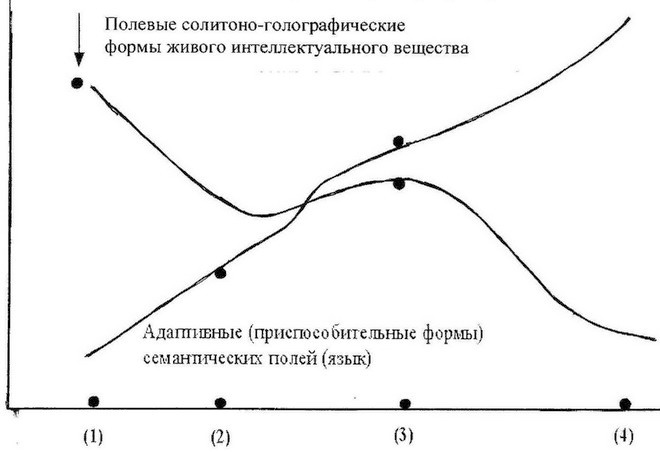 Полевые солитоно-голографические
формы живого интеллектуального вещества
Адаптивные (приспособительные формы)
семантических полей (язык)
(1) (2) (3) (4)